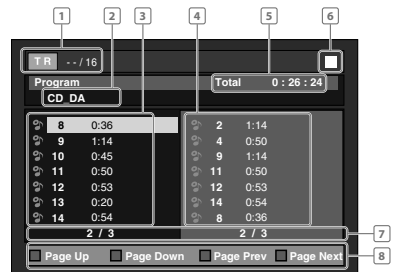 1 2 3 4 5 6
TR --/16
Program Total 0:26:24
CD_DA
8 0:36 2 1:14
9 1:14 4 0:50
10 0:45 9 1:14
11 0:50 11 0:50
12 0:53 12 0:53
13 0:20 14 0:54
14 0:54 8 0:36
2 / 3 2 / 3 7
Page Up Page Down Page Prev Page Next 8